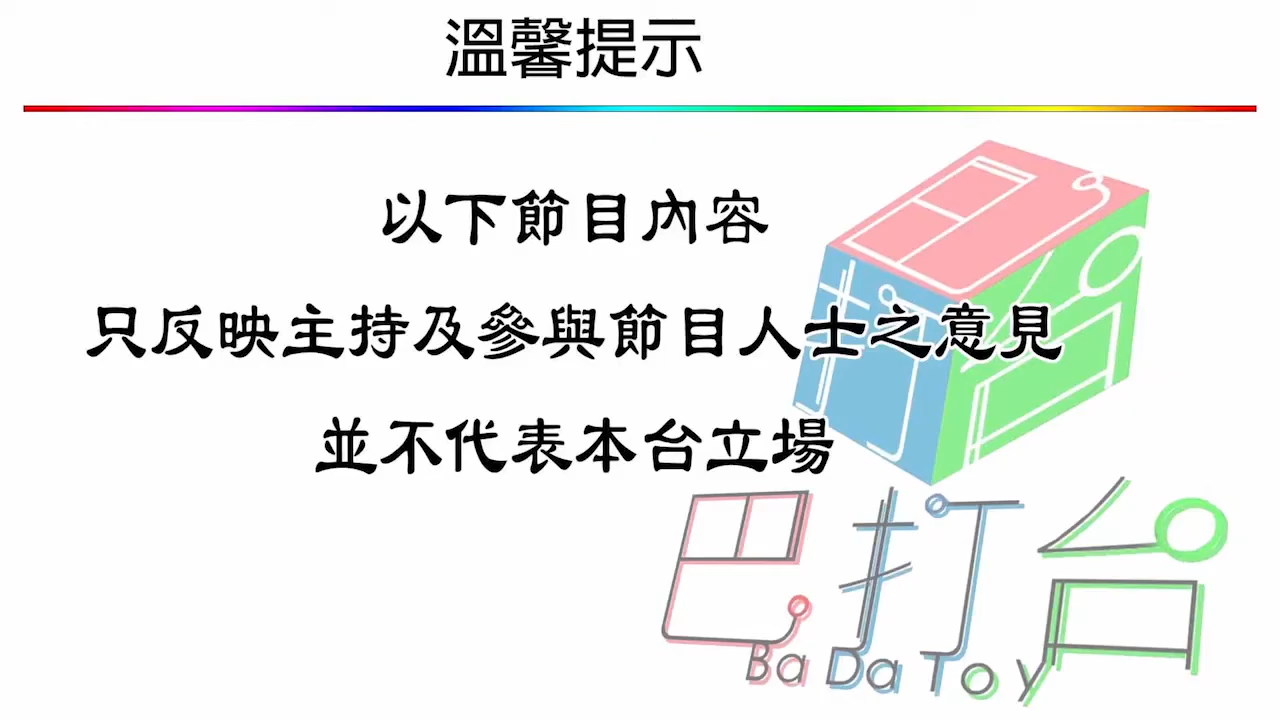 溫馨提示
以下節目內容
只反映主持及參與節目人士之意見
並不代表本台立場
巴打台
Ba Da Toy